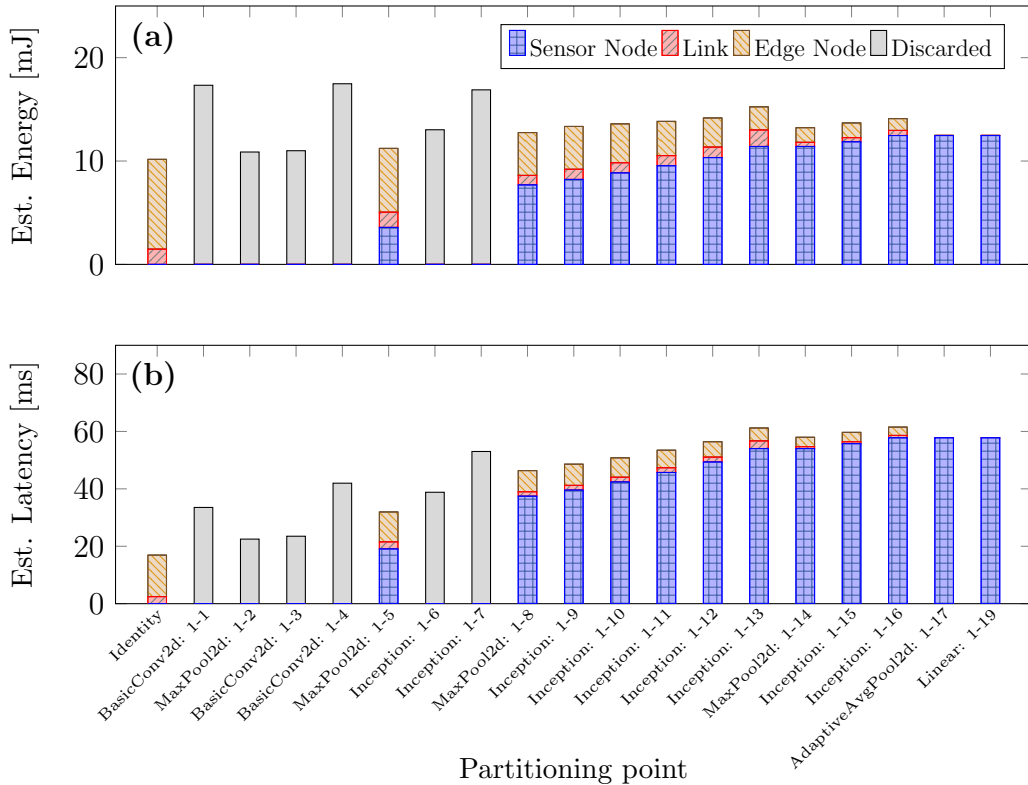 (a)
Sensor Node Link Edge Node Discarded
Est. Energy [mJ]
20
10
0
(b)
Est. Latency [ms]
80
60
40
20
0
Identity
BasicConv2d: 1-1
MaxPool2d: 1-2
BasicConv2d: 1-3
BasicConv2d: 1-4
MaxPool2d: 1-5
Inception: 1-6
Inception: 1-7
MaxPool2d: 1-8
Inception: 1-9
Inception: 1-10
Inception: 1-11
Inception: 1-12
Inception: 1-13
MaxPool2d: 1-14
Inception: 1-15
Inception: 1-16
AdaptiveAvgPool2d: 1-17
Linear: 1-19
Partitioning point